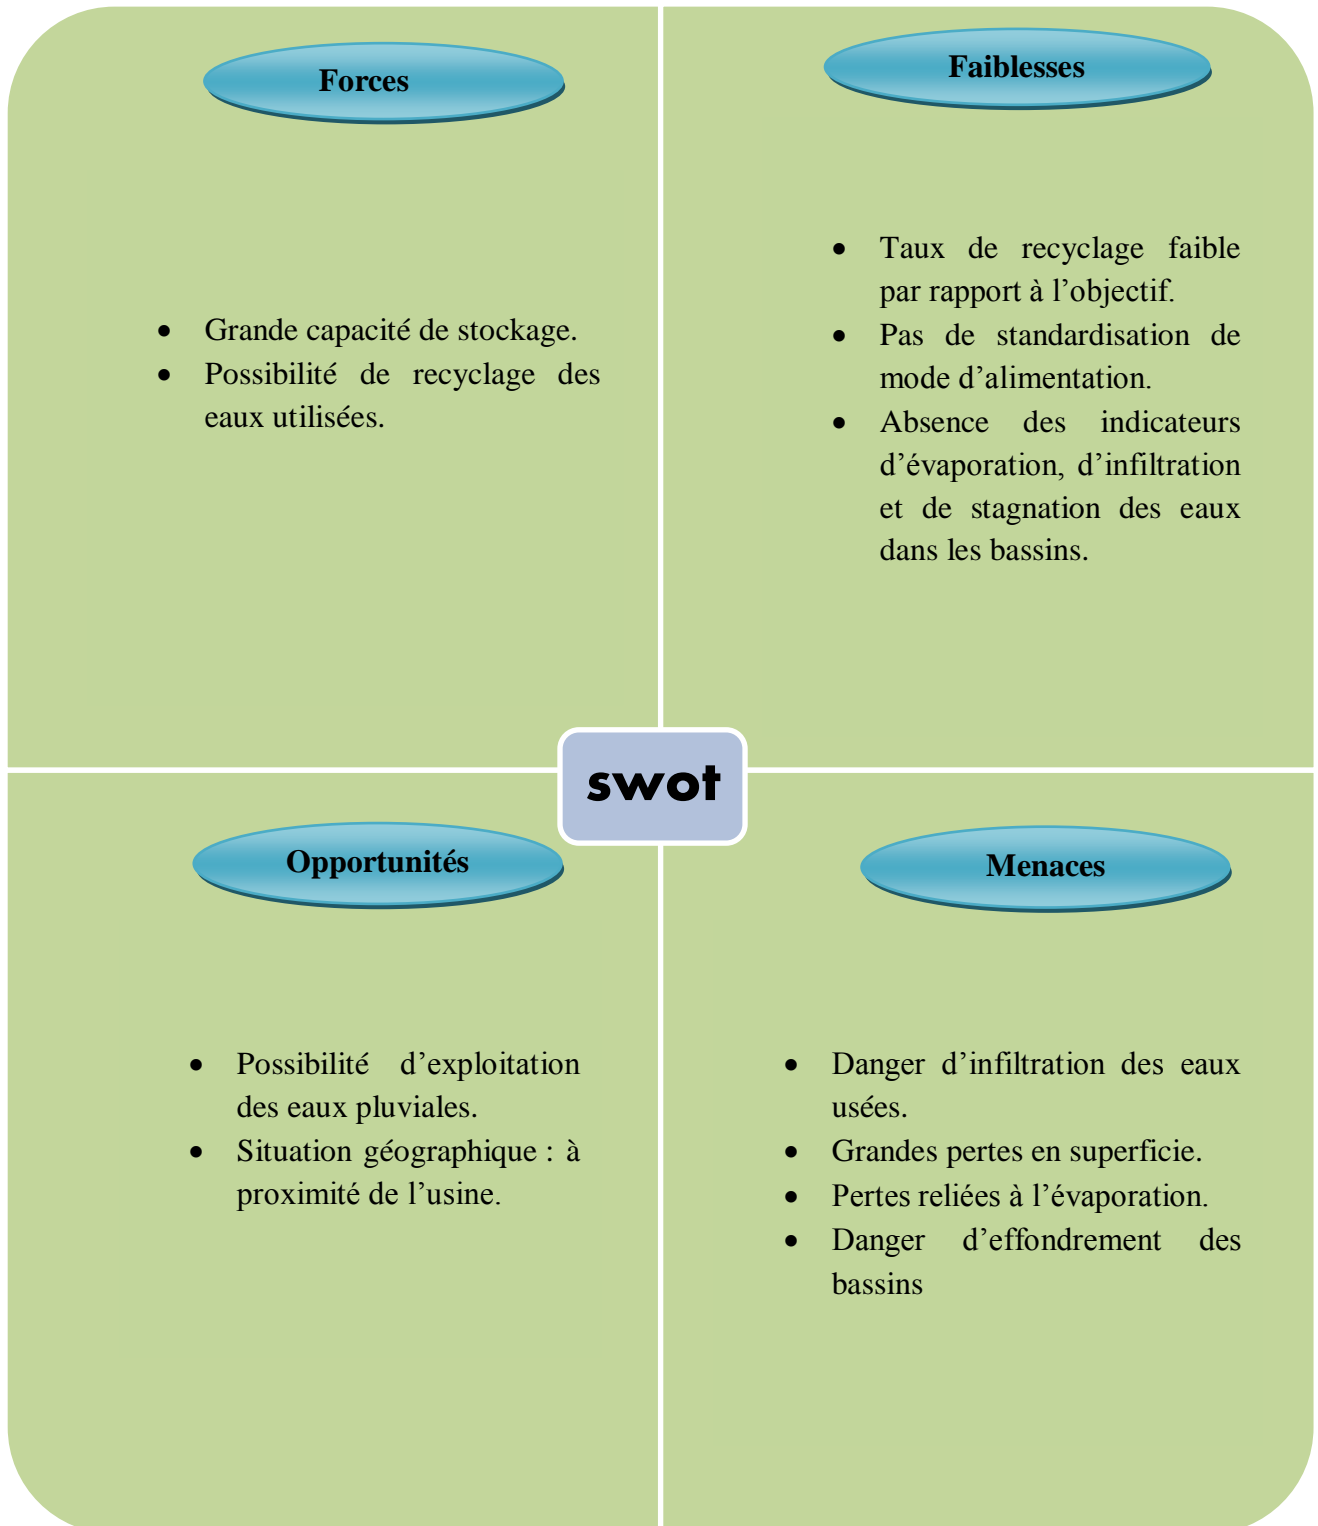 Forces
• Grande capacité de stockage.
• Possibilité de recyclage des
eaux utilisées.
Faiblesses
• Taux de recyclage faible
par rapport à l’objectif.
• Pas de standardisation de
mode d’alimentation.
• Absence des indicateurs
d’évaporation, d’infiltration
et de stagnation des eaux
dans les bassins.
swot
Opportunités
• Possibilité d’exploitation
des eaux pluviales.
• Situation géographique : à
proximité de l’usine.
Menaces
• Danger d’infiltration des eaux
usées.
• Grandes pertes en superficie.
• Pertes reliées à l’évaporation.
• Danger d’effondrement des
bassins